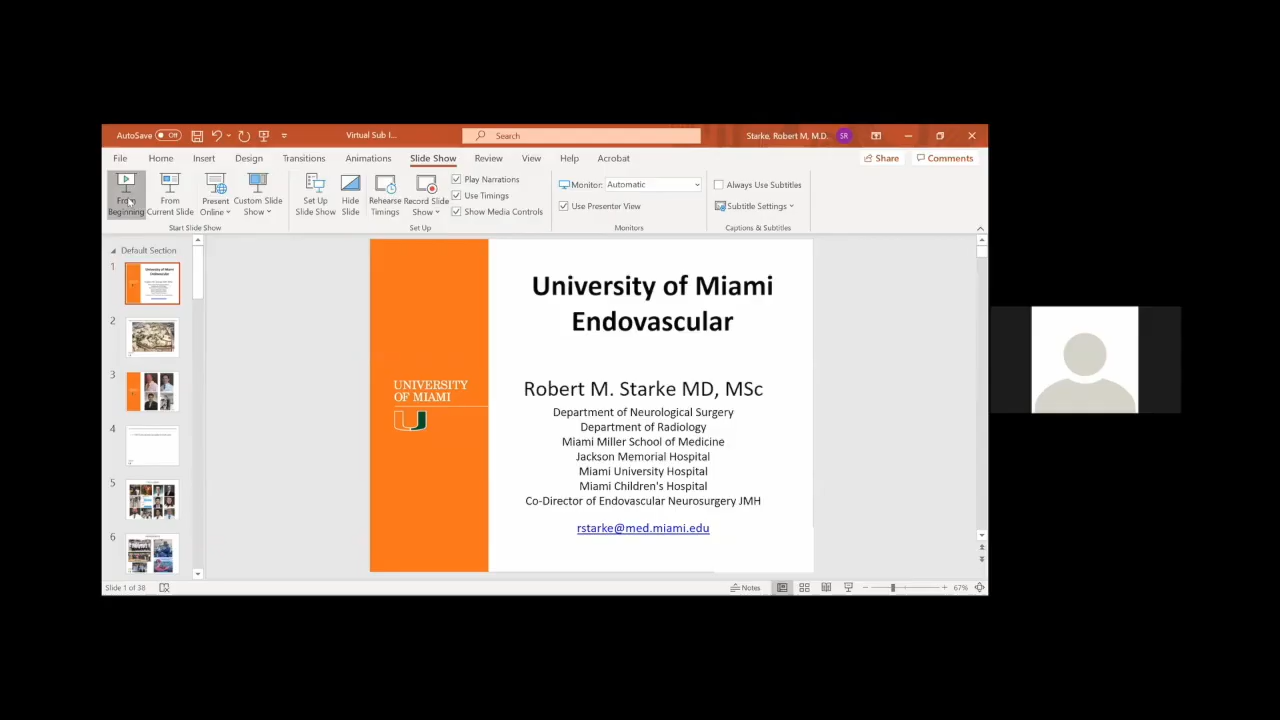 AutoSave Off
Virtual Sub I...
Search
Starke, Robert M, M.D.
SR
File Home Insert Draw Design Transitions Animations Slide Show Review View Help Acrobat
Share Comments
From Beginning
From Current Slide
Present Online
Custom Slide Show
Start Slide Show
Set Up Slide Show
Hide Slide
Rehearse Timings
Record Slide Show
Play Narrations
Use Timings
Show Media Controls
Set Up
Monitor: Automatic
Use Presenter View
Monitors
Always Use Subtitles
Subtitle Settings
Captions & Subtitles
Default Section
1
2
3
4
5
6
UNIVERSITY
OF MIAMI
University of Miami
Endovascular
Robert M. Starke MD, MSc
Department of Neurological Surgery
Department of Radiology
Miami Miller School of Medicine
Jackson Memorial Hospital
Miami University Hospital
Miami Children's Hospital
Co-Director of Endovascular Neurosurgery JMH
rstarke@med.miami.edu
Slide 1 of 38
Notes
67%